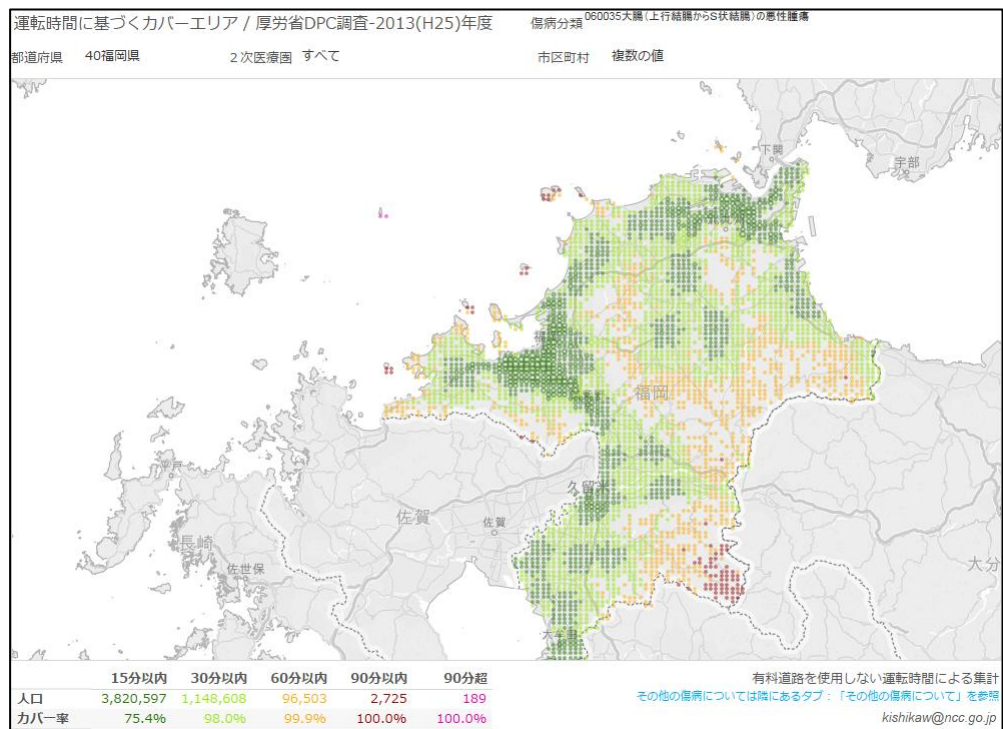 運転時間に基づくカバーエリア / 厚労省DPC調査-2013(H25)年度 傷病分類 060035大腸(上行結腸からS状結腸)の悪性腫瘍
都道府県 40福岡県 2次医療圏 すべて 市区町村 複数の値
下関
宇部
福岡
久留米
佐賀
佐賀
平戸
長崎
佐世保
大分
大牟田
15分以内 30分以内 60分以内 90分以内 90分超
人口 3,820,597 1,148,608 96,503 2,725 189
カバー率 75.4% 98.0% 99.9% 100.0% 100.0%
有料道路を使用しない運転時間による集計
その他の傷病については隣にあるタブ：「その他の傷病について」を参照
kishikaw@ncc.go.jp